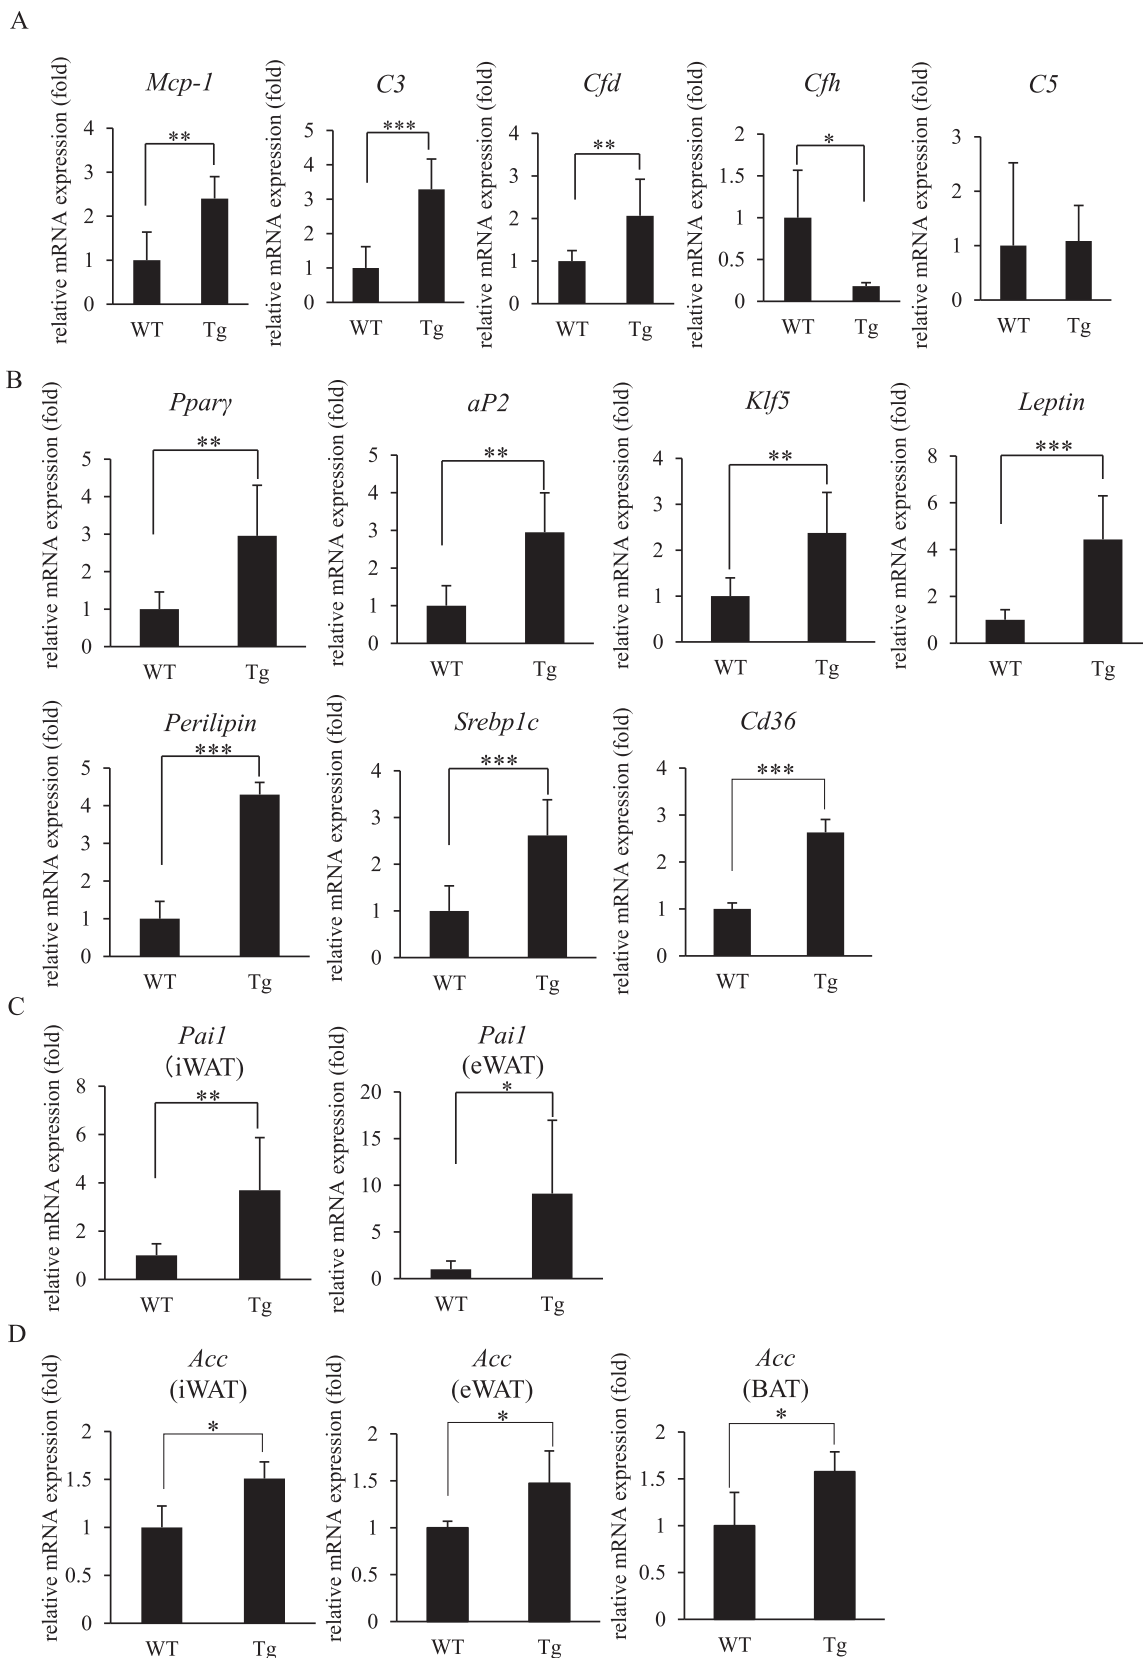 A
Mcp-1
relative mRNA expression (fold)
4
3
2
1
0
**
WT
Tg
C3
relative mRNA expression (fold)
5
4
3
2
1
0
***
WT
Tg
Cfd
relative mRNA expression (fold)
4
3
2
1
0
**
WT
Tg
Cfh
relative mRNA expression (fold)
2
1.5
1
0.5
0
*
WT
Tg
C5
relative mRNA expression (fold)
3
2
1
0
WT
Tg
B
Pparγ
relative mRNA expression (fold)
5
4
3
2
1
0
**
WT
Tg
aP2
relative mRNA expression (fold)
5
4
3
2
1
0
**
WT
Tg
Klf5
relative mRNA expression (fold)
4
3
2
1
0
**
WT
Tg
Leptin
relative mRNA expression (fold)
8
6
4
2
0
***
WT
Tg
Perilipin
relative mRNA expression (fold)
5
4
3
2
1
0
***
WT
Tg
Srebp1c
relative mRNA expression (fold)
4
3
2
1
0
***
WT
Tg
Cd36
relative mRNA expression (fold)
4
3
2
1
0
***
WT
Tg
C
Pai1
(iWAT)
relative mRNA expression (fold)
8
6
4
2
0
**
WT
Tg
Pai1
(eWAT)
relative mRNA expression (fold)
20
15
10
5
0
*
WT
Tg
D
Acc
(iWAT)
relative mRNA expression (fold)
2
1.5
1
0.5
0
*
WT
Tg
Acc
(eWAT)
relative mRNA expression (fold)
2
1.5
1
0.5
0
*
WT
Tg
Acc
(BAT)
relative mRNA expression (fold)
2
1.5
1
0.5
0
*
WT
Tg